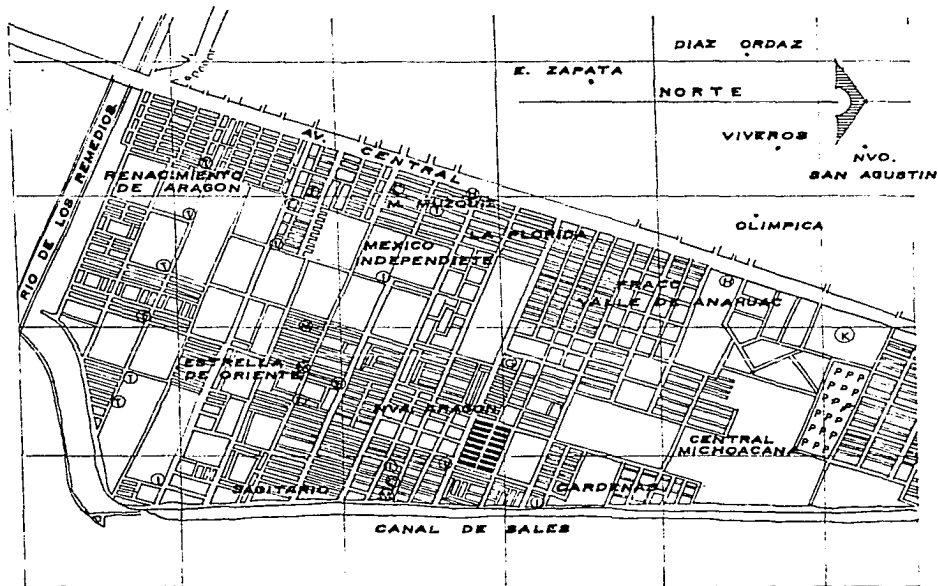 DIAZ ORDAZ
E. ZAPATA
NORTE
VIVEROS
NVO.
SAN AGUSTIN
OLIMPICA
AV. CENTRAL
RIO DE LOS REMEDIOS
RENACIMIENTO
DE ARAGON
M. MUZQUIZ
LA FLORIDA
MEXICO
INDEPENDIETE
FRACC.
VALLE DE ANAHUAC
H
K
ESTRELLA
DE ORIENTE
NVA. ARAGON
P P P
CENTRAL
MICHOACANA
SAGITARIO
CARDENAS
CANAL DE SALES